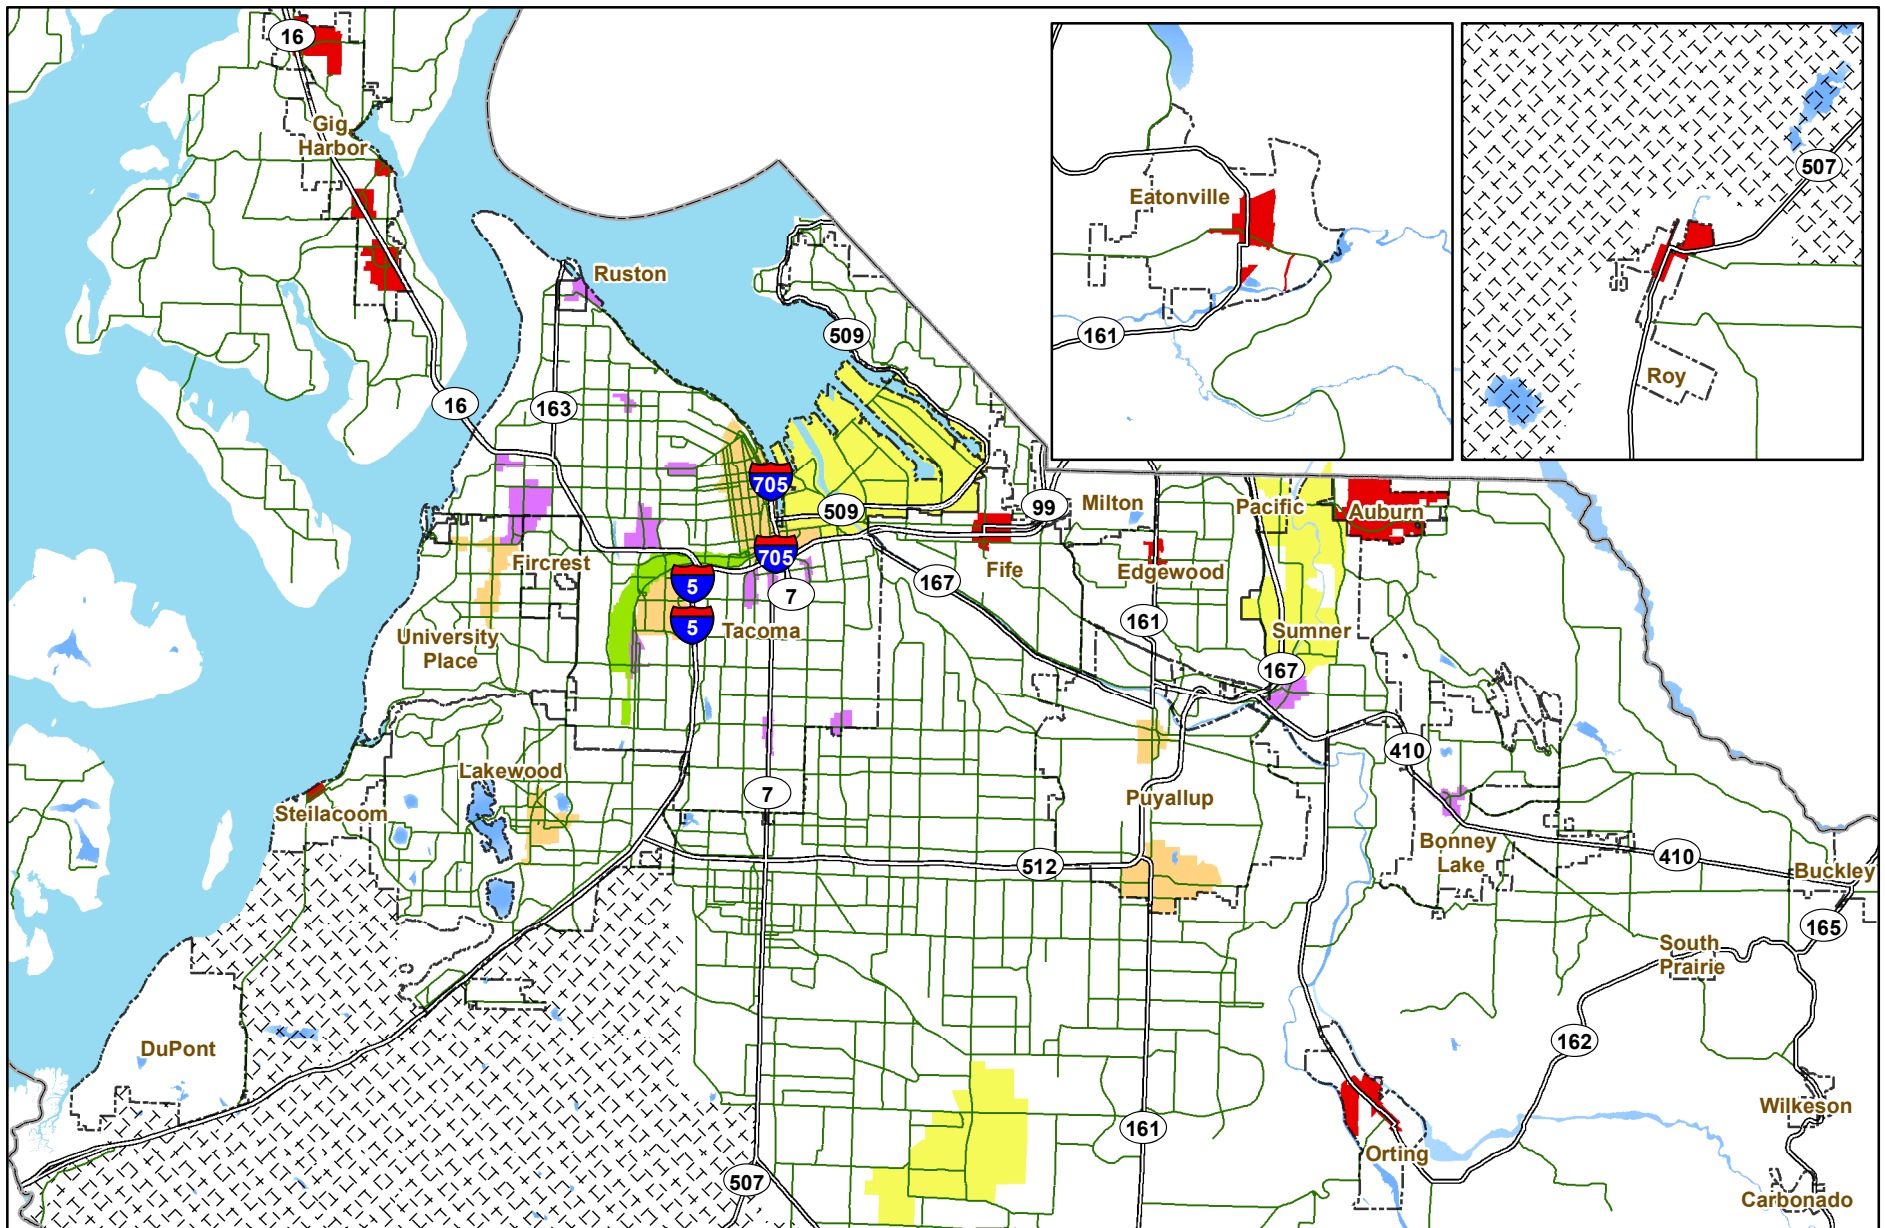 16
Gig
Harbor
Ruston
509
16
163
Eatonville
161
507
Roy
705
509
99
Milton
Pacific
Auburn
705
Fircrest
5
7
167
Fife
Edgewood
161
5
Tacoma
University
Place
Sumner
167
410
Lakewood
Steilacoom
7
Puyallup
512
Bonney
Lake
410
Buckley
165
South
Prairie
DuPont
162
161
Wilkeson
Orting
507
Carbonado